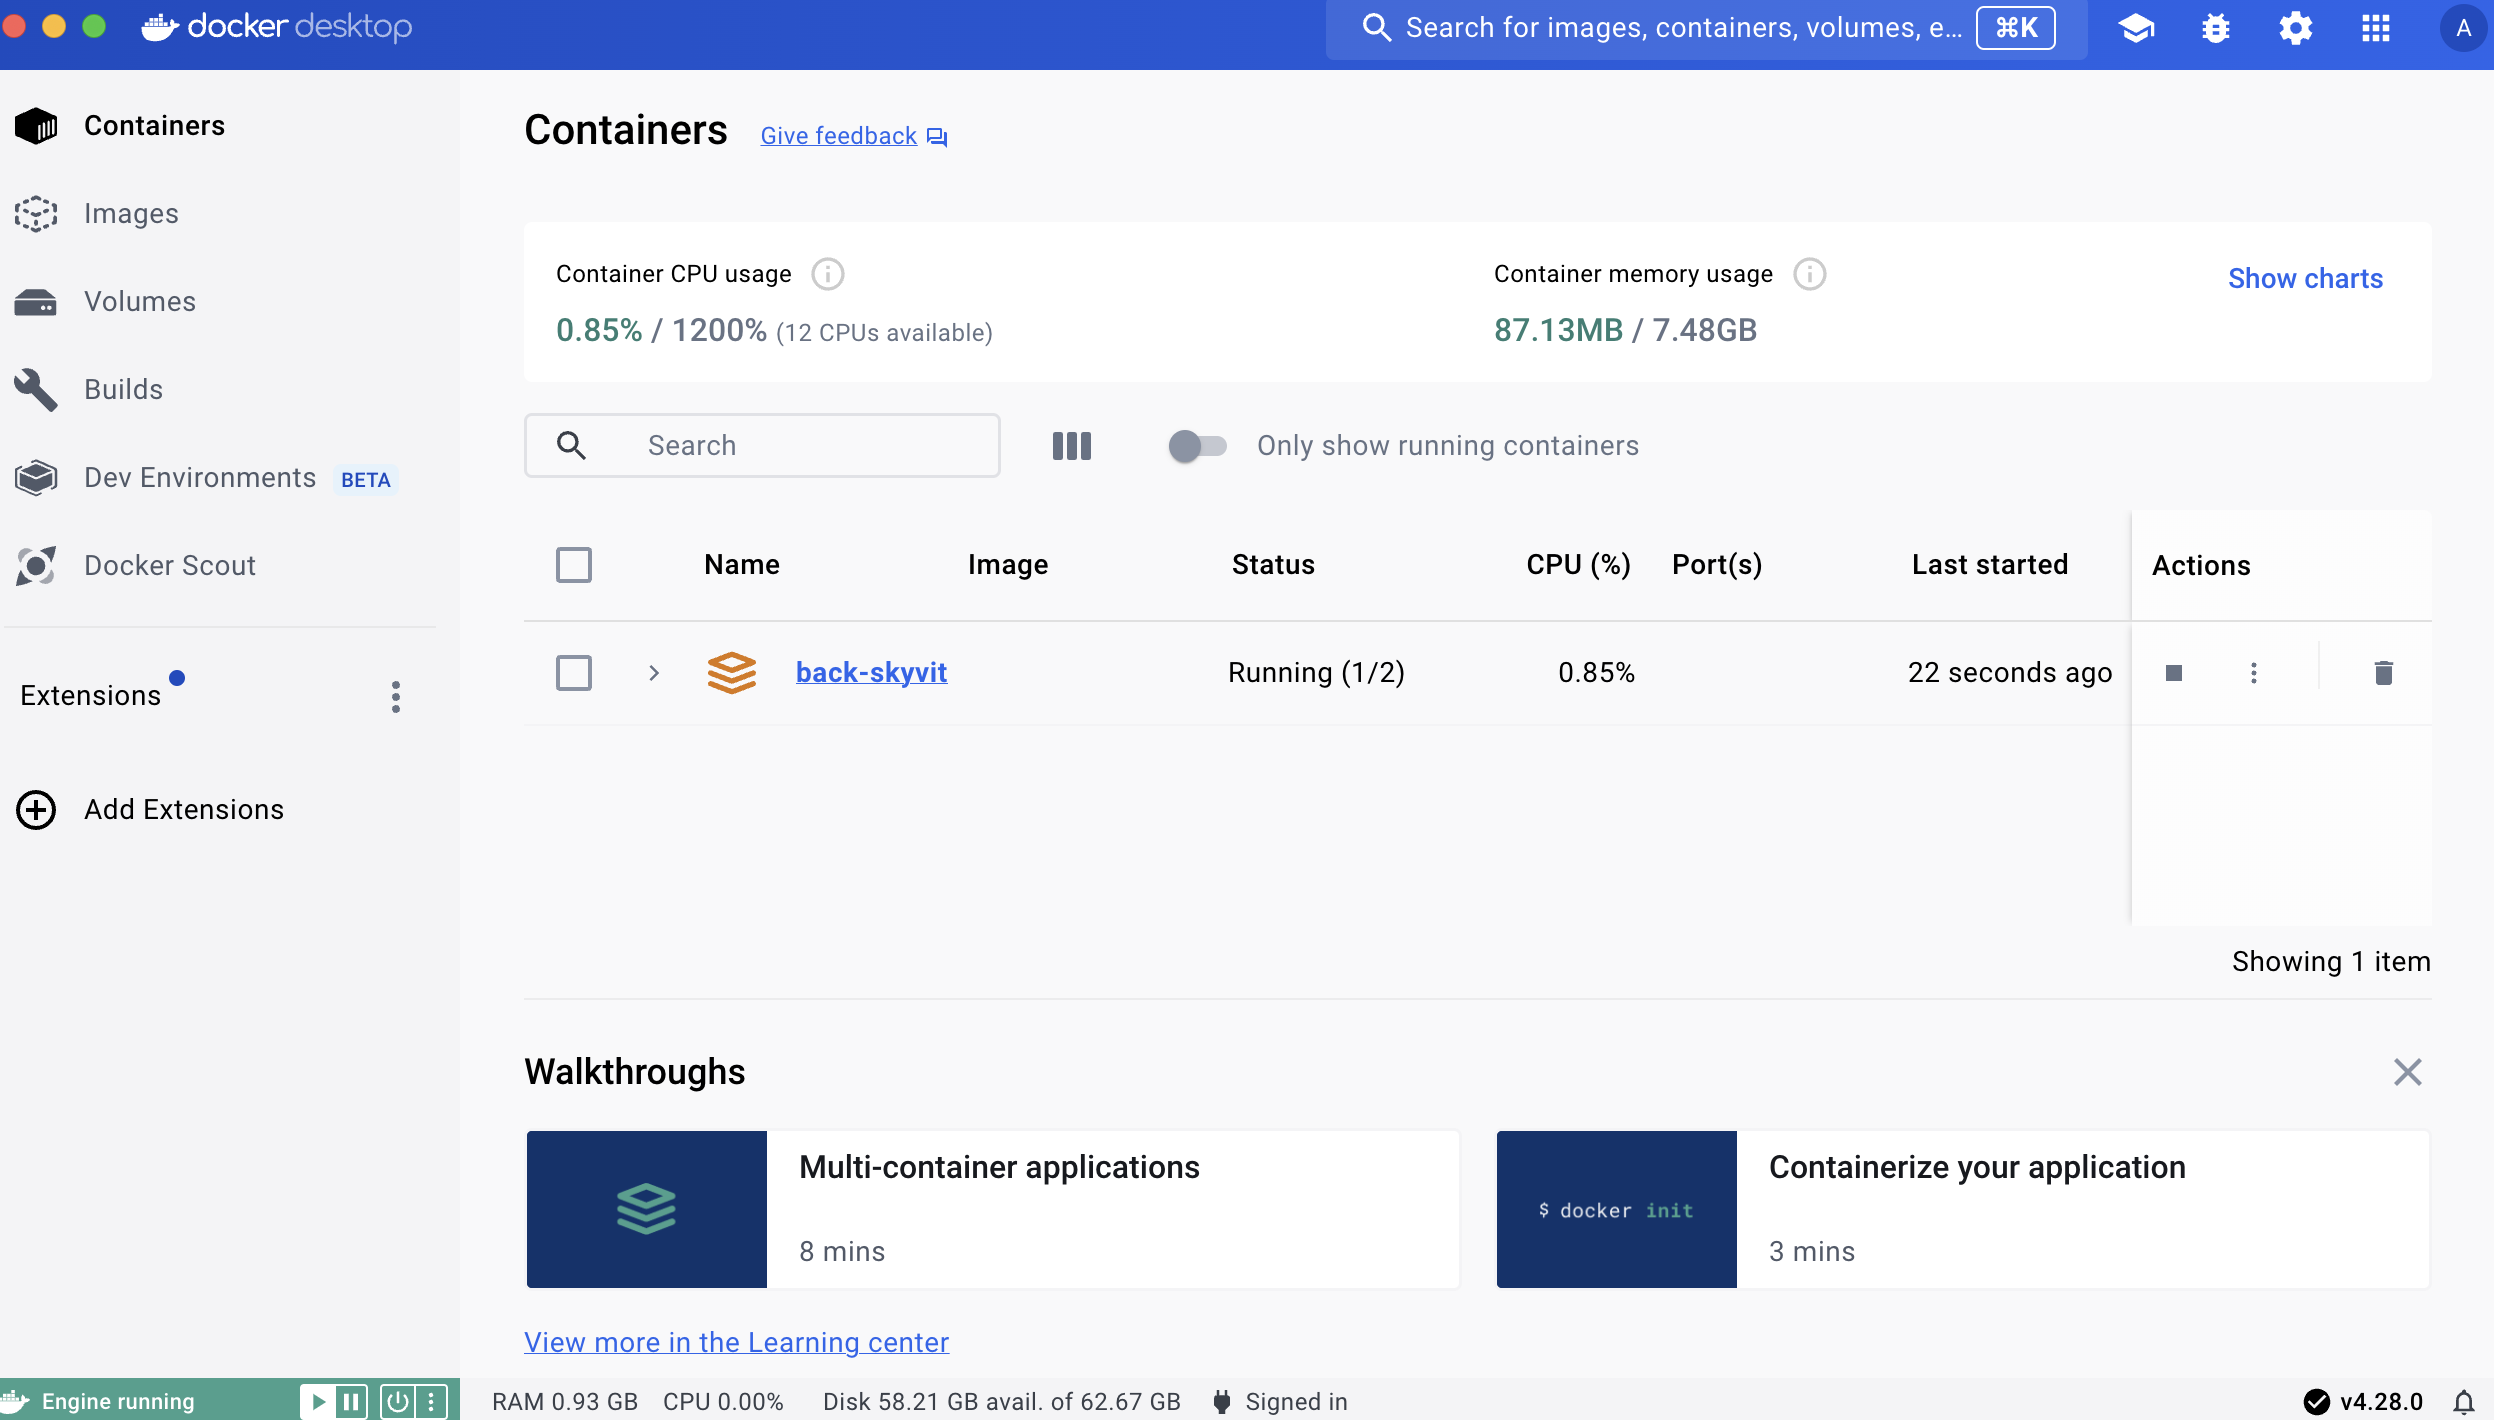 docker desktop
Search for images, containers, volumes, e... ⌘K
A
Containers
Images
Volumes
Builds
Dev Environments BETA
Docker Scout
Extensions
Add Extensions
Containers Give feedback
Container CPU usage
0.85% / 1200% (12 CPUs available)
Container memory usage
87.13MB / 7.48GB
Show charts
Search
Only show running containers
Name Image Status CPU (%) Port(s) Last started Actions
back-skyvit Running (1/2) 0.85% 22 seconds ago
Showing 1 item
Walkthroughs
Multi-container applications
8 mins
$ docker init
Containerize your application
3 mins
View more in the Learning center
Engine running
RAM 0.93 GB CPU 0.00% Disk 58.21 GB avail. of 62.67 GB Signed in
v4.28.0